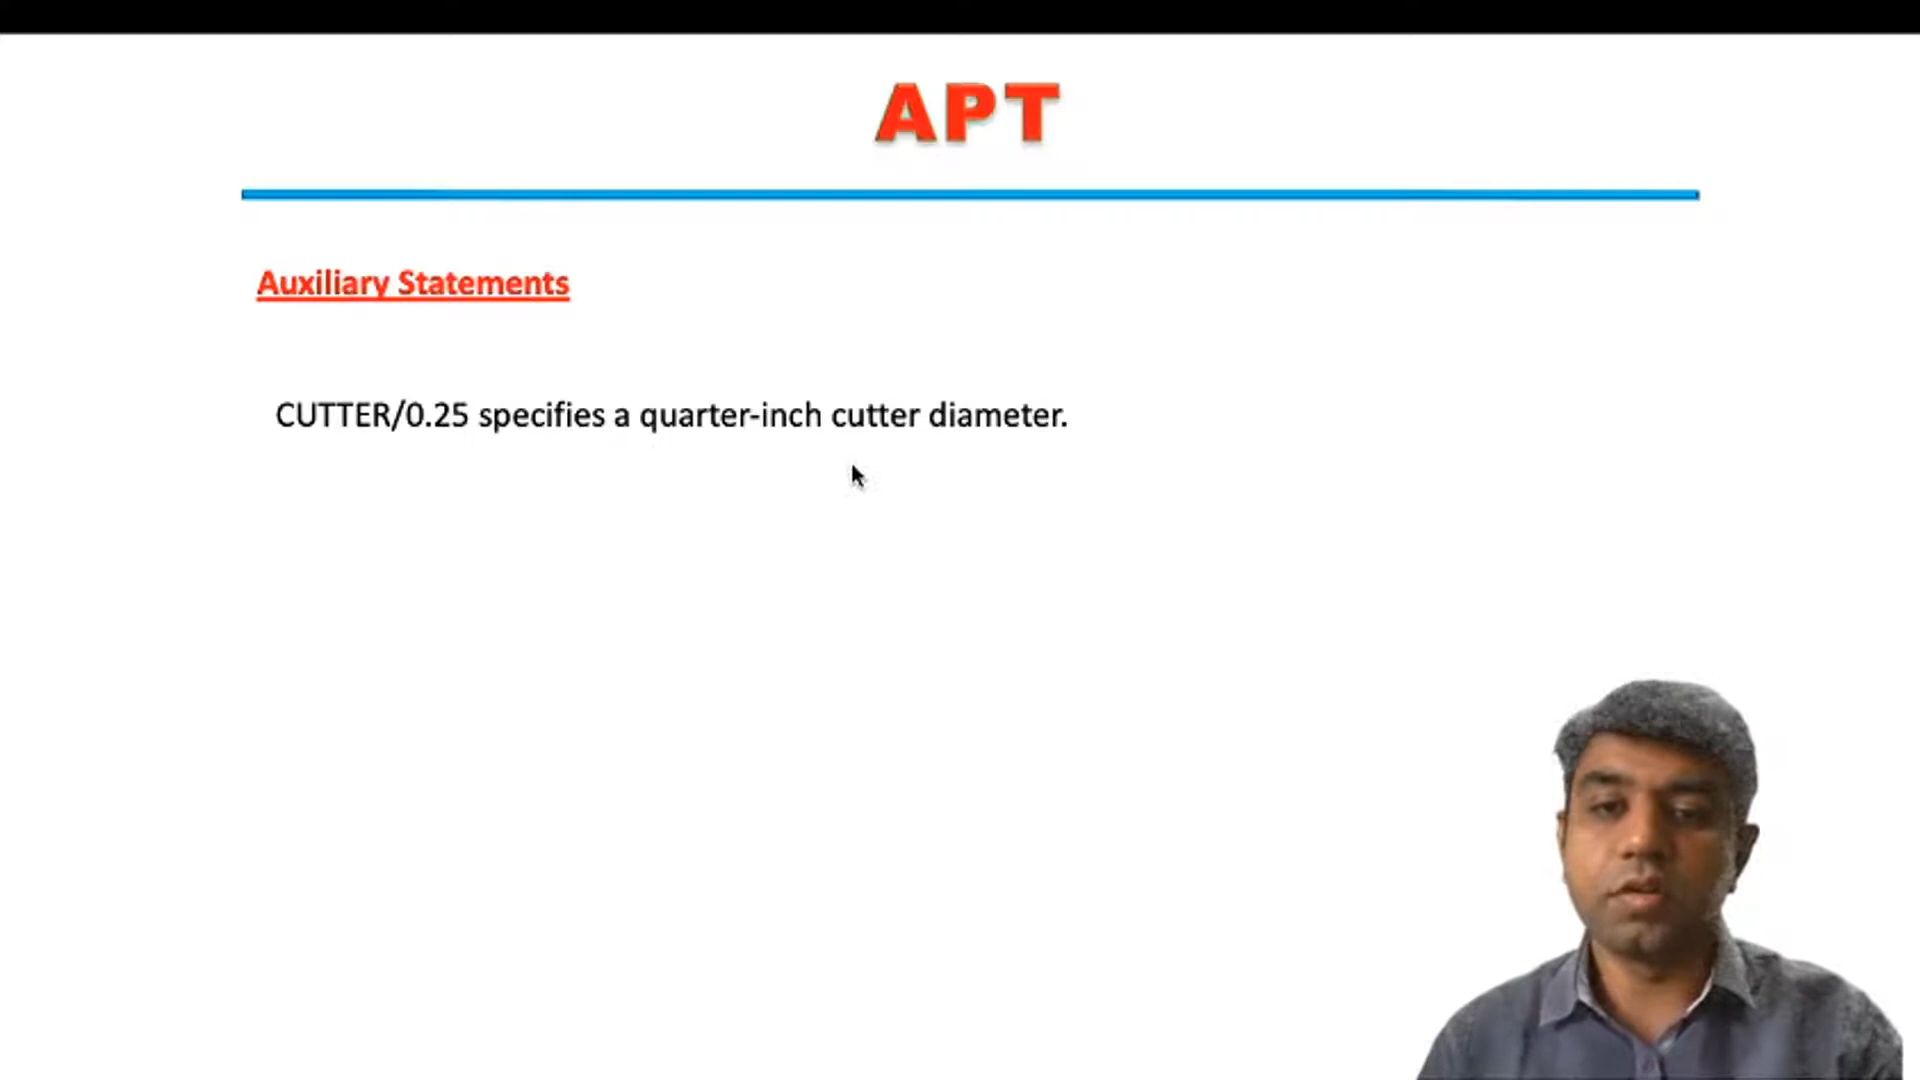 APT
Auxiliary Statements
CUTTER/0.25 specifies a quarter-inch cutter diameter.